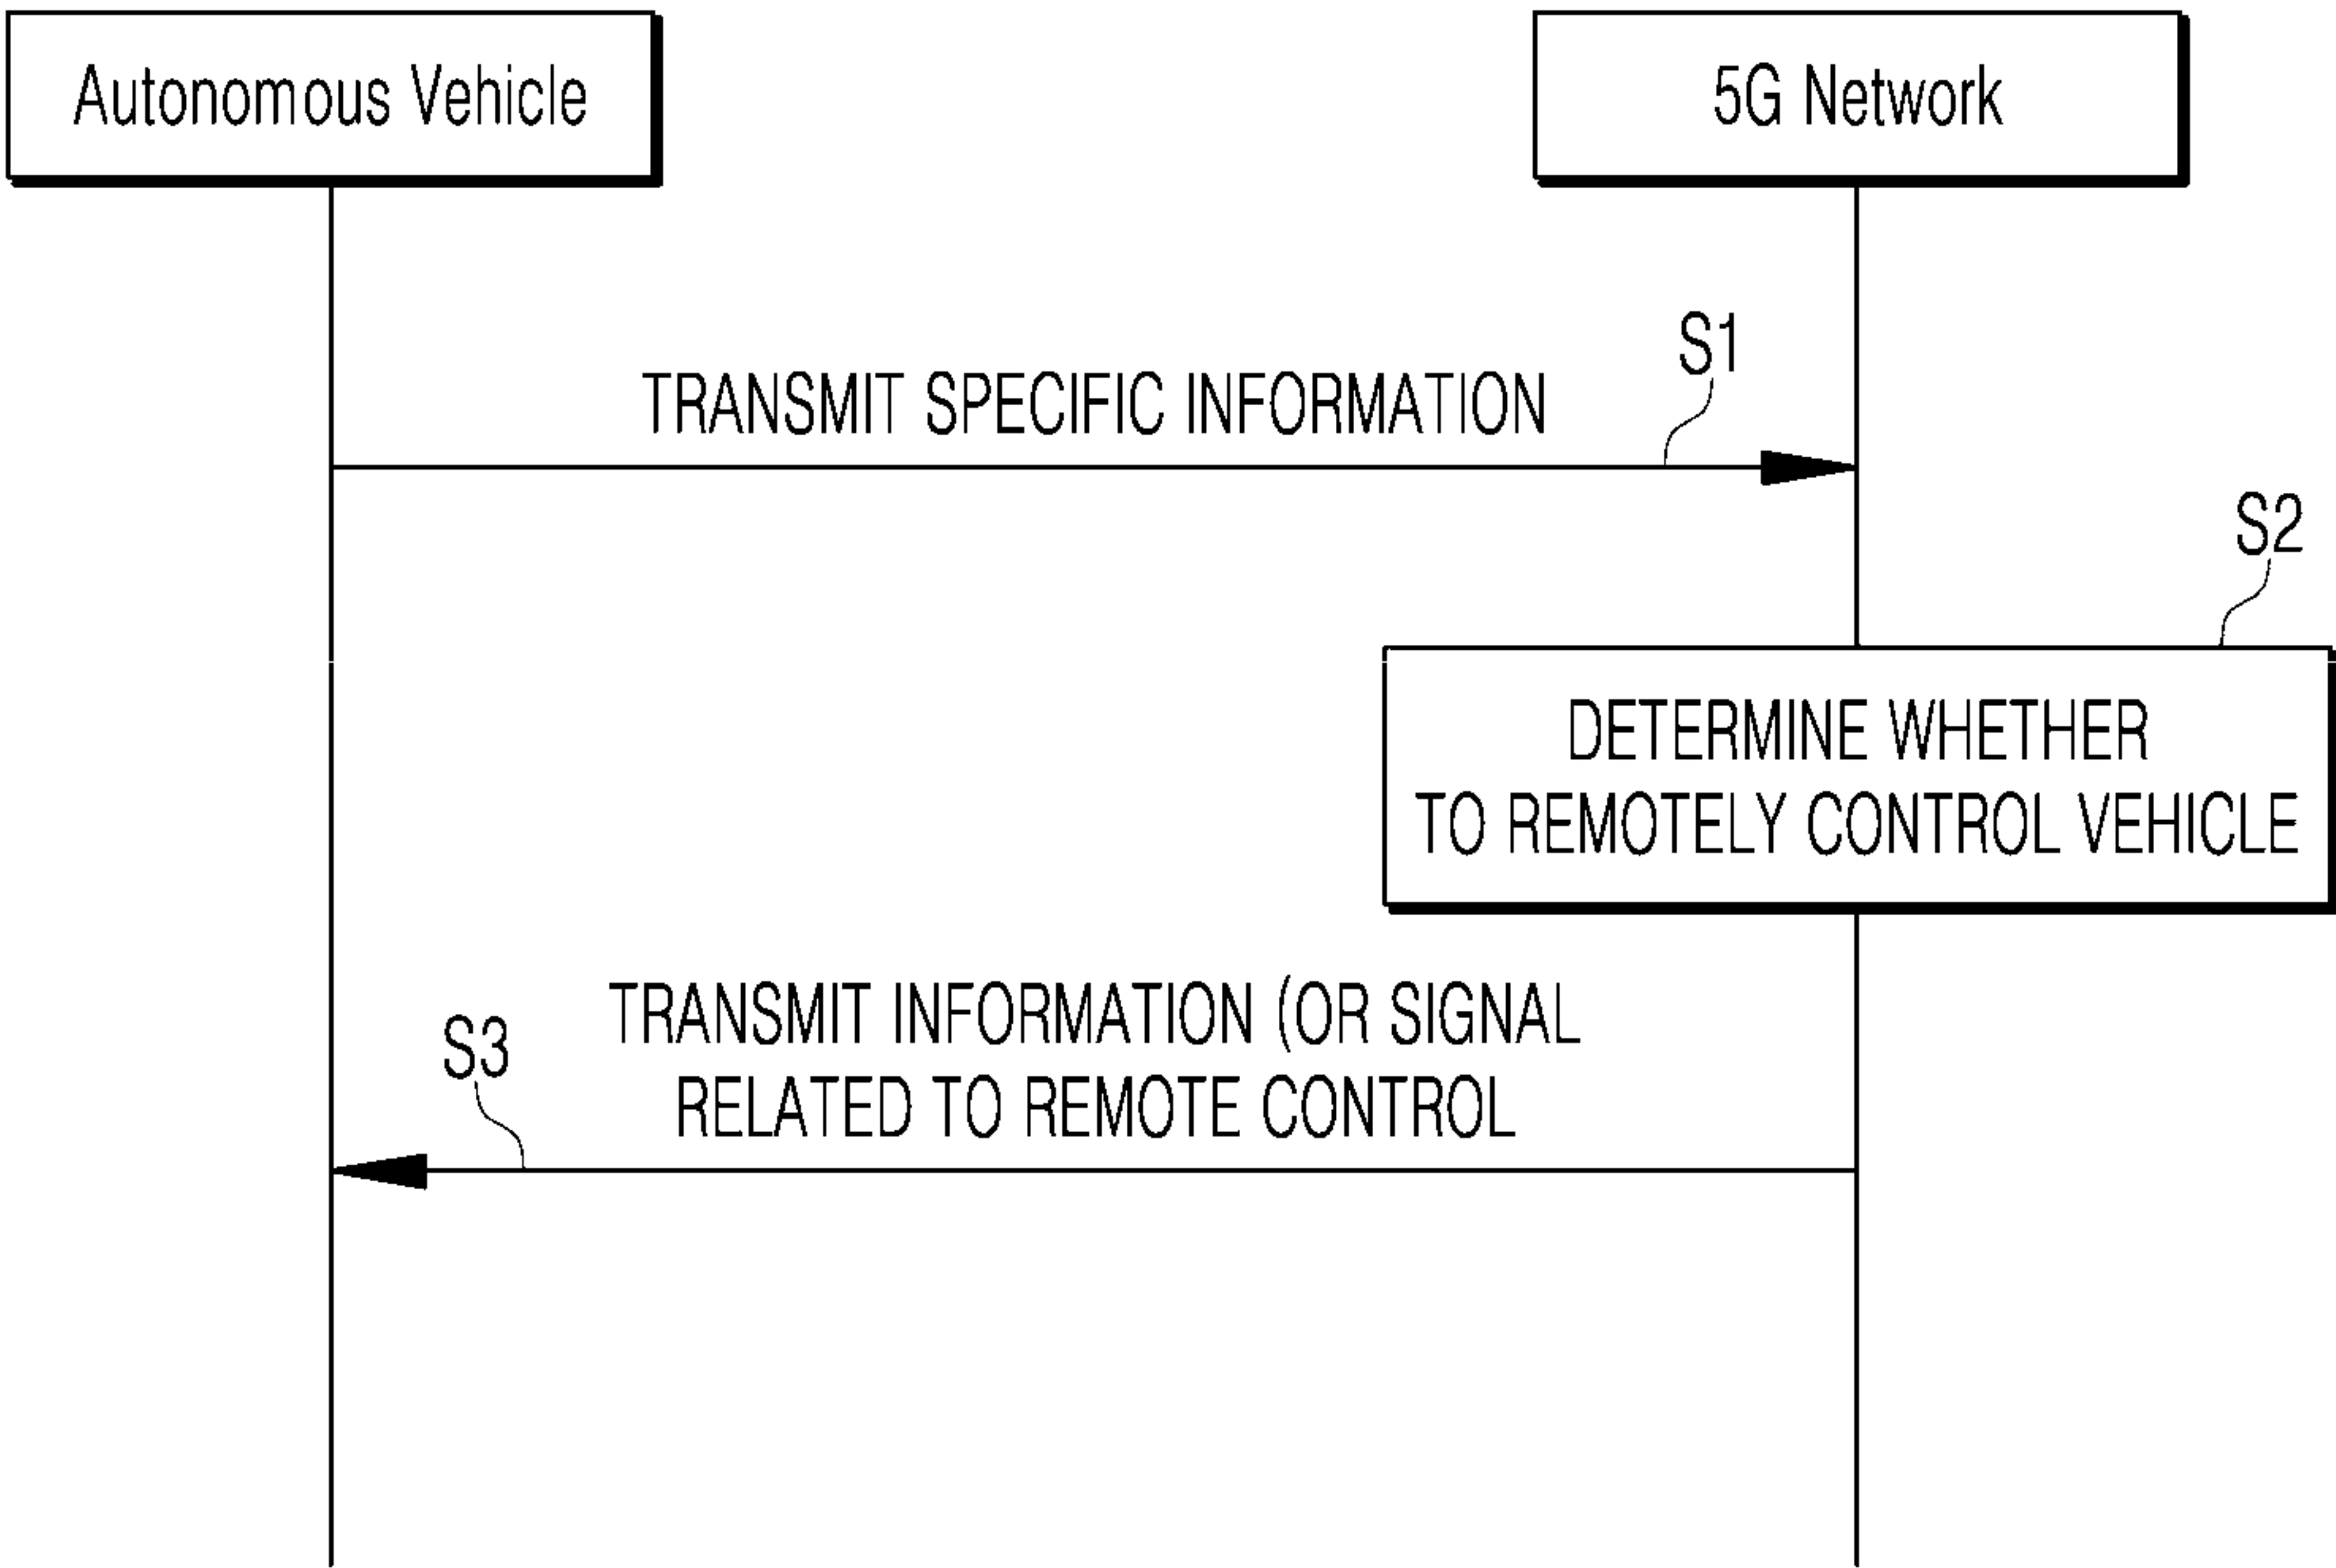 Autonomous Vehicle
5G Network
S1
TRANSMIT SPECIFIC INFORMATION
S2
DETERMINE WHETHER
TO REMOTELY CONTROL VEHICLE
TRANSMIT INFORMATION (OR SIGNAL
S3
RELATED TO REMOTE CONTROL